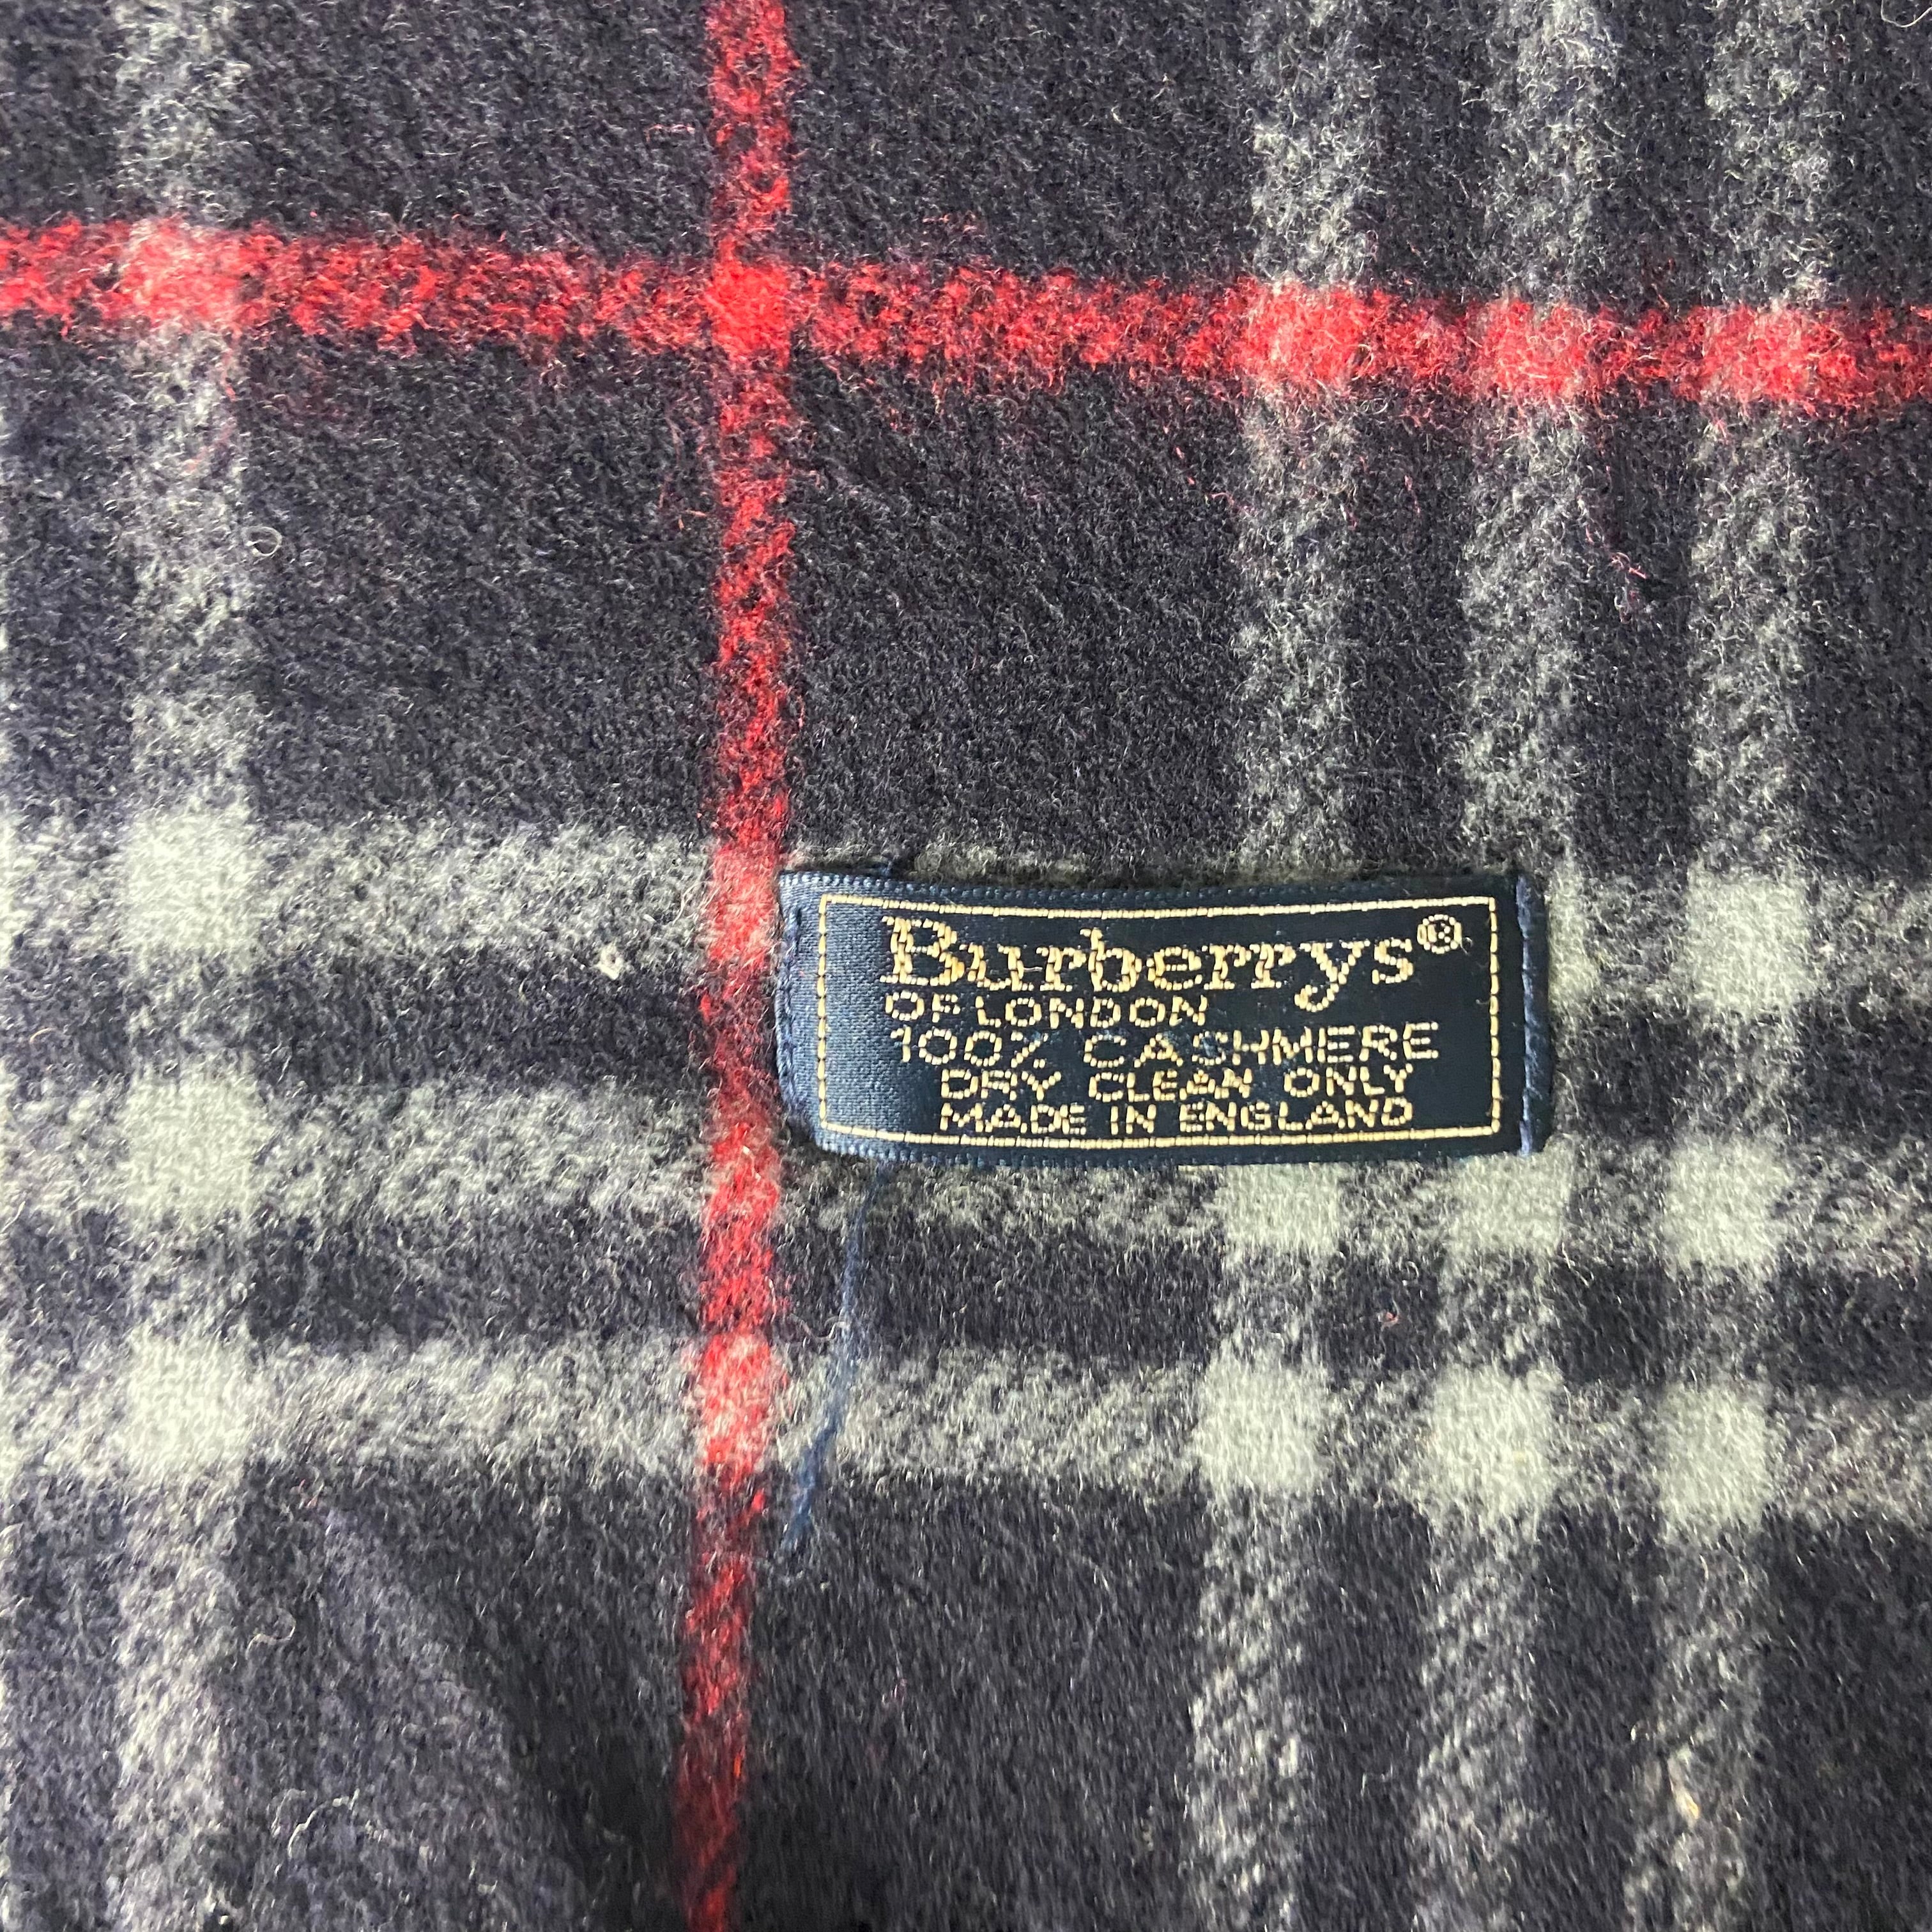 Burberrys®
OF LONDON
100% CASHMERE
DRY CLEAN ONLY
MADE IN ENGLAND